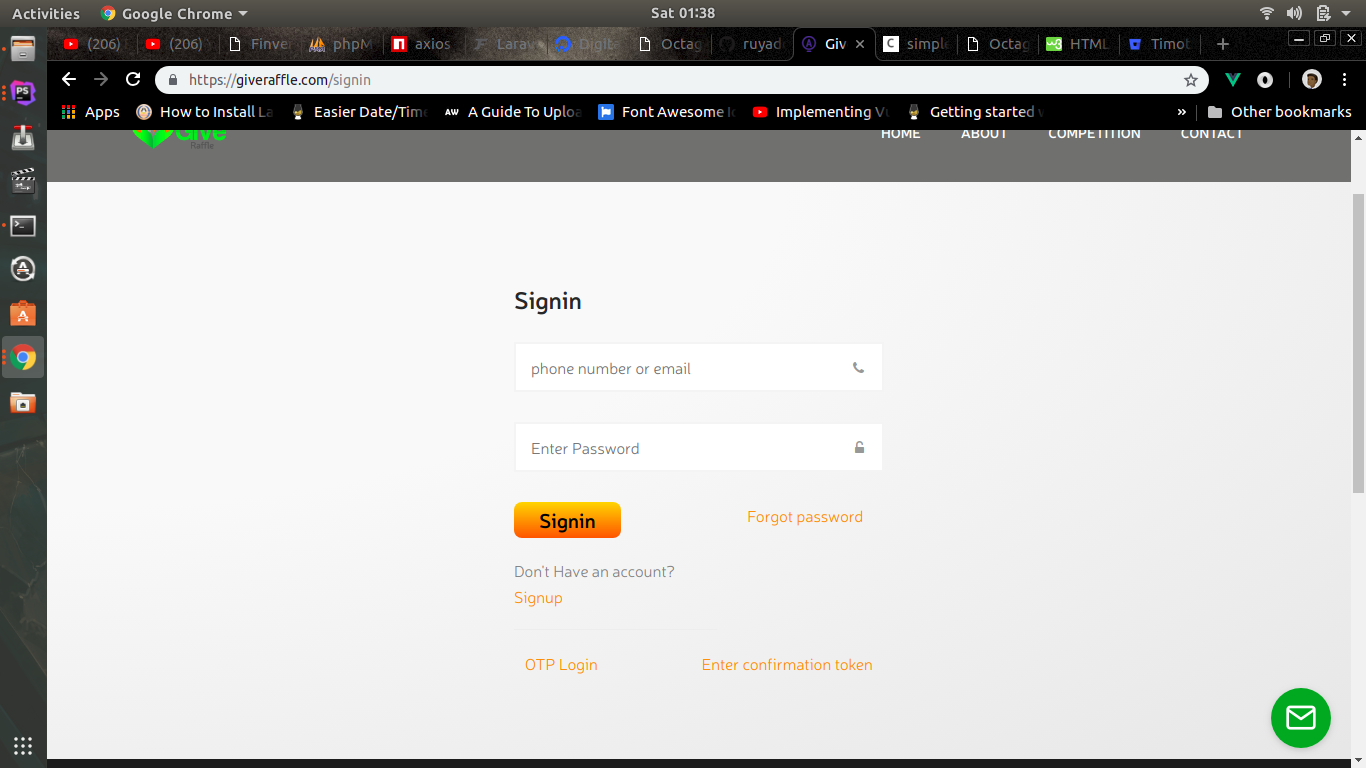 Activities Google Chrome Sat 01:38
(206) (206) Finver phpM axios Larav Digita Octag ruyad Giv simple Octag HTML Timot
https://giveraffle.com/signin
Apps How to Install La Easier Date/Time AW A Guide To Uploa Font Awesome Ic Implementing Vu Getting started » Other bookmarks
Give
Raffle
HOME ABOUT COMPETITION CONTACT
Signin
phone number or email
Enter Password
Signin Forgot password
Don't Have an account?
Signup
OTP Login Enter confirmation token